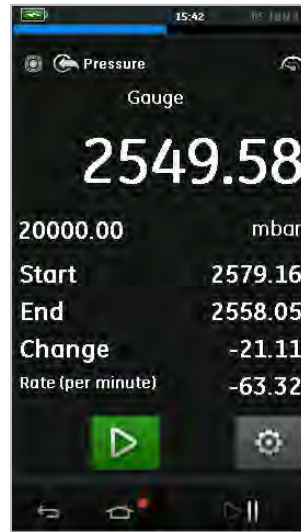 15:42
Pressure
Gauge
2549.58
20000.00 mbar
Start 2579.16
End 2558.05
Change -21.11
Rate (per minute) -63.32